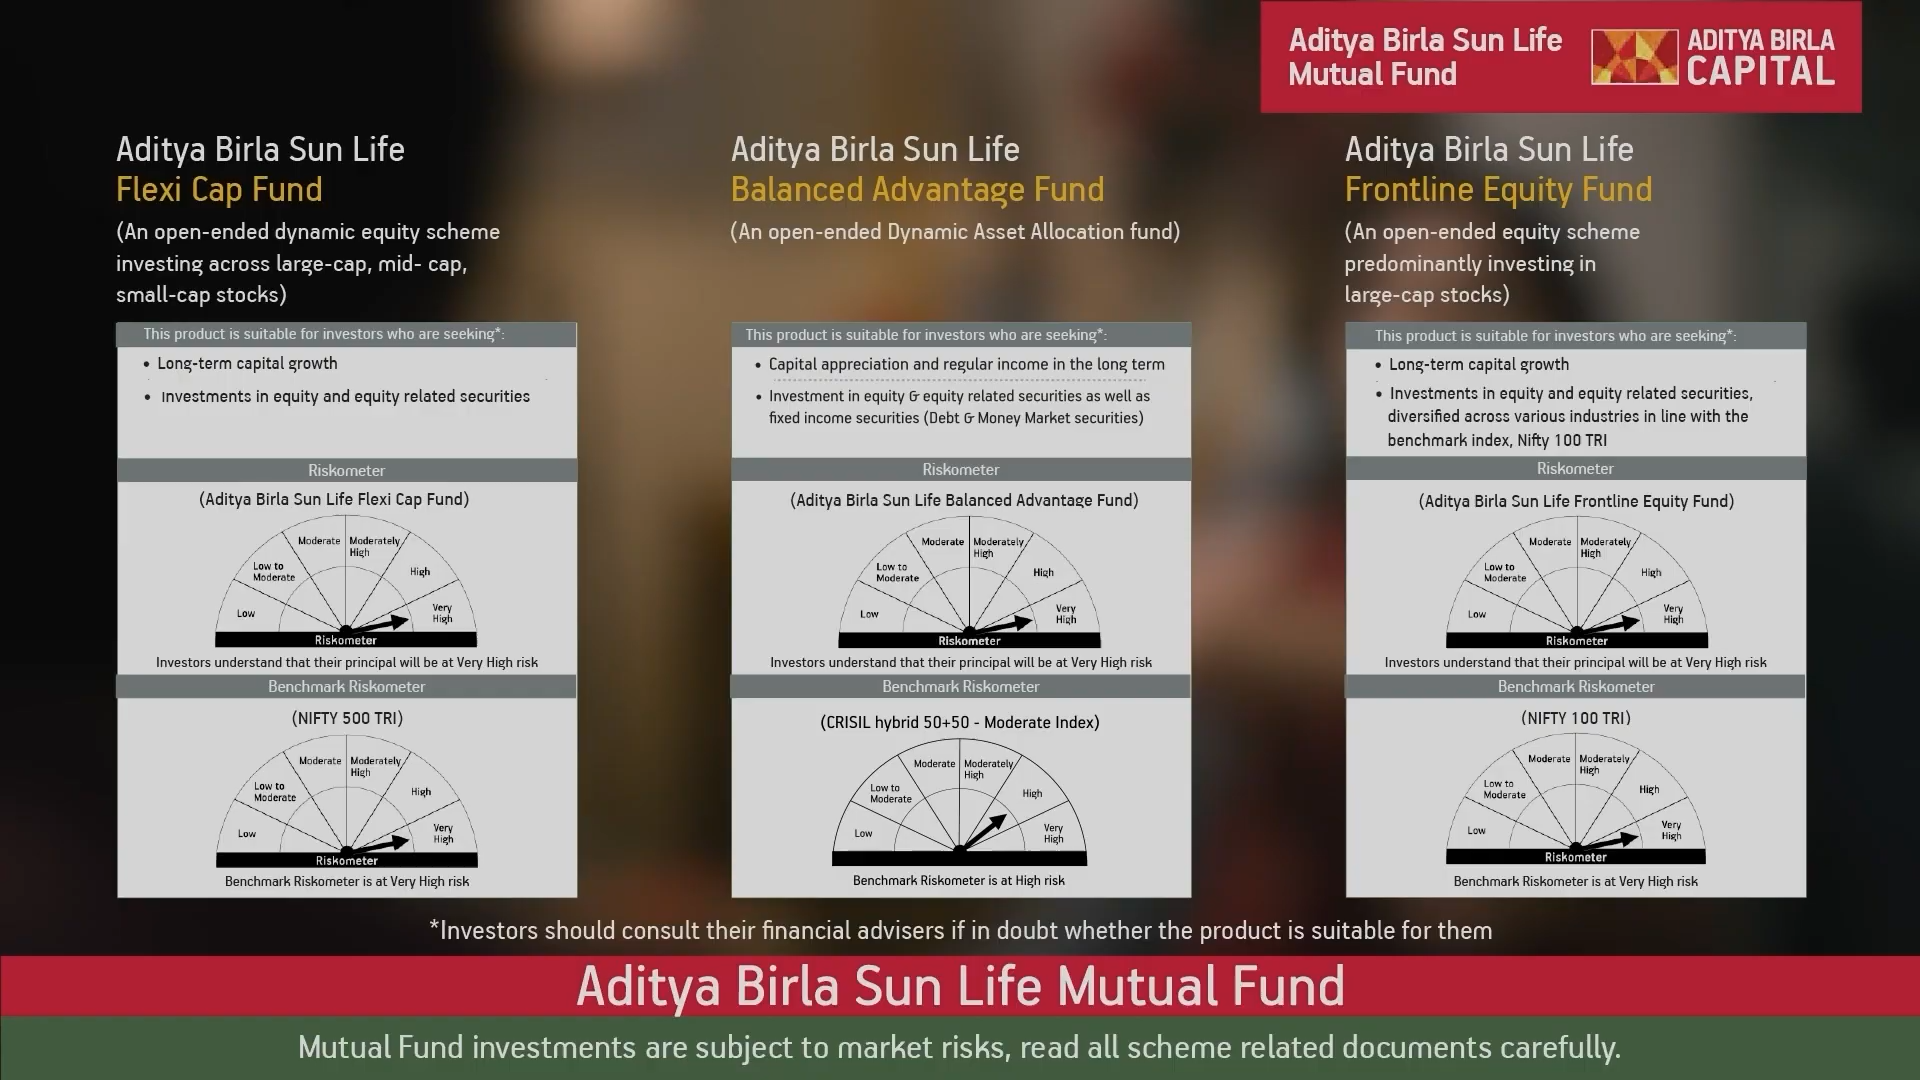 Aditya Birla Sun Life
Mutual Fund
ADITYA BIRLA
CAPITAL
Aditya Birla Sun Life
Flexi Cap Fund
(An open-ended dynamic equity scheme
investing across large-cap, mid- cap,
small-cap stocks)
This product is suitable for investors who are seeking*:
• Long-term capital growth
• Investments in equity and equity related securities
Riskometer
(Aditya Birla Sun Life Flexi Cap Fund)
Low
Low to
Moderate
Moderate
Moderately
High
High
Very
High
Riskometer
Investors understand that their principal will be at Very High risk
Benchmark Riskometer
(NIFTY 500 TRI)
Low
Low to
Moderate
Moderate
Moderately
High
High
Very
High
Riskometer
Benchmark Riskometer is at Very High risk
Aditya Birla Sun Life
Balanced Advantage Fund
(An open-ended Dynamic Asset Allocation fund)
This product is suitable for investors who are seeking*:
• Capital appreciation and regular income in the long term
• Investment in equity & equity related securities as well as
fixed income securities (Debt & Money Market securities)
Riskometer
(Aditya Birla Sun Life Balanced Advantage Fund)
Low
Low to
Moderate
Moderate
Moderately
High
High
Very
High
Riskometer
Investors understand that their principal will be at Very High risk
Benchmark Riskometer
(CRISIL hybrid 50+50 - Moderate Index)
Low
Low to
Moderate
Moderate
Moderately
High
High
Very
High
Benchmark Riskometer is at High risk
Aditya Birla Sun Life
Frontline Equity Fund
(An open-ended equity scheme
predominantly investing in
large-cap stocks)
This product is suitable for investors who are seeking*:
• Long-term capital growth
• Investments in equity and equity related securities,
diversified across various industries in line with the
benchmark index, Nifty 100 TRI
Riskometer
(Aditya Birla Sun Life Frontline Equity Fund)
Low
Low to
Moderate
Moderate
Moderately
High
High
Very
High
Riskometer
Investors understand that their principal will be at Very High risk
Benchmark Riskometer
(NIFTY 100 TRI)
Low
Low to
Moderate
Moderate
Moderately
High
High
Very
High
Riskometer
Benchmark Riskometer is at Very High risk
*Investors should consult their financial advisers if in doubt whether the product is suitable for them
Aditya Birla Sun Life Mutual Fund
Mutual Fund investments are subject to market risks, read all scheme related documents carefully.